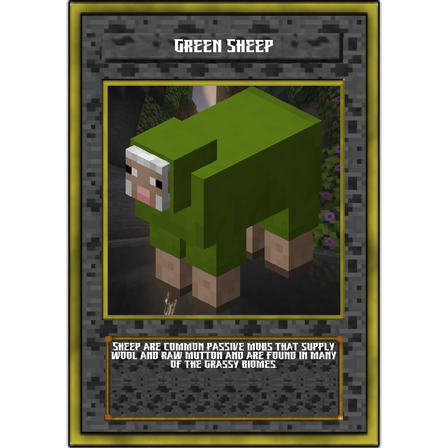 Green Sheep
Sheep are common passive mobs that supply
wool and raw mutton and are found in many
of the grassy biomes.